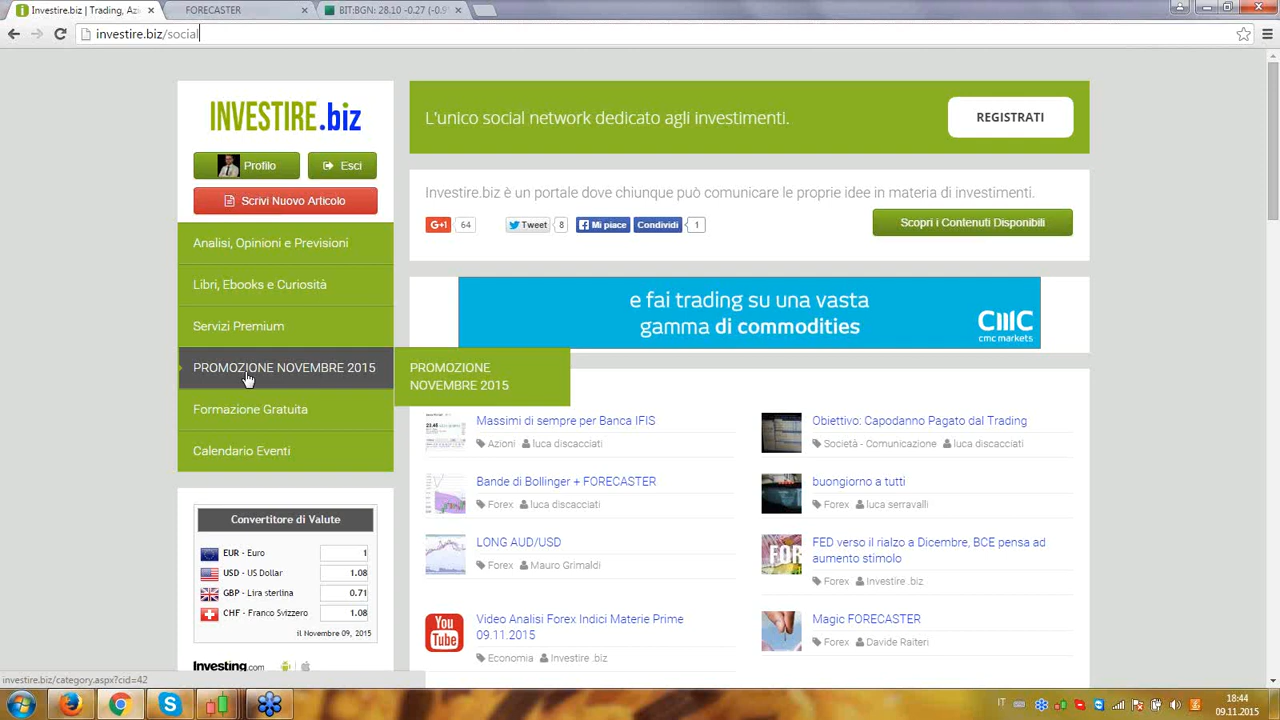 Investire.biz | Trading, Az
FORECASTER
BIT:BGN: 28.10 -0.27 (-0.9%
investire.biz/social
INVESTIRE.biz
Profilo
Esci
Scrivi Nuovo Articolo
Analisi, Opinioni e Previsioni
Libri, Ebooks e Curiosità
Servizi Premium
PROMOZIONE NOVEMBRE 2015
Formazione Gratuita
Calendario Eventi
PROMOZIONE
NOVEMBRE 2015
Convertitore di Valute
EUR - Euro 1
USD - US Dollar 1.08
GBP - Lira sterlina 0.71
CHF - Franco Svizzero 1.08
il Novembre 09, 2015
Investing.com
L'unico social network dedicato agli investimenti.
REGISTRATI
Investire.biz è un portale dove chiunque può comunicare le proprie idee in materia di investimenti.
G+1 64 Tweet 8 Mi piace Condividi 1
Scopri i Contenuti Disponibili
e fai trading su una vasta
gamma di commodities
cmc
cmc markets
Massimi di sempre per Banca IFIS
Azioni luca discacciati
Bande di Bollinger + FORECASTER
Forex luca discacciati
LONG AUD/USD
Forex Mauro Grimaldi
You
Tube
Video Analisi Forex Indici Materie Prime
09.11.2015
Economia Investire .biz
Obiettivo: Capodanno Pagato dal Trading
Società - Comunicazione luca discacciati
buongiorno a tutti
Forex luca serravalli
FOR
FED verso il rialzo a Dicembre, BCE pensa ad
aumento stimolo
Forex Investire .biz
Magic FORECASTER
Forex Davide Raiteri
investire.biz/category.aspx?cid=42
IT
18:44
09.11.2015